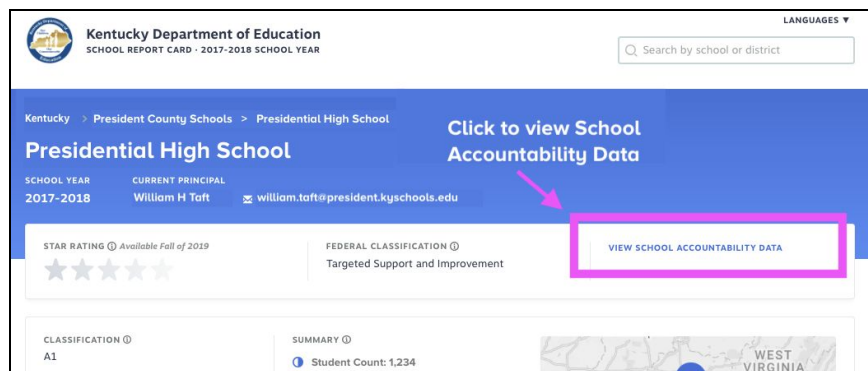 LANGUAGES ▼
Kentucky Department of Education
SCHOOL REPORT CARD · 2017-2018 SCHOOL YEAR
Search by school or district
Kentucky > President County Schools > Presidential High School
Presidential High School
Click to view School
Accountability Data
SCHOOL YEAR CURRENT PRINCIPAL
2017-2018 William H Taft william.taft@president.kyschools.edu
STAR RATING ⓘ Available Fall of 2019
FEDERAL CLASSIFICATION ⓘ
Targeted Support and Improvement
VIEW SCHOOL ACCOUNTABILITY DATA
CLASSIFICATION ⓘ
A1
SUMMARY ⓘ
Student Count: 1,234
WEST
VIRGINIA